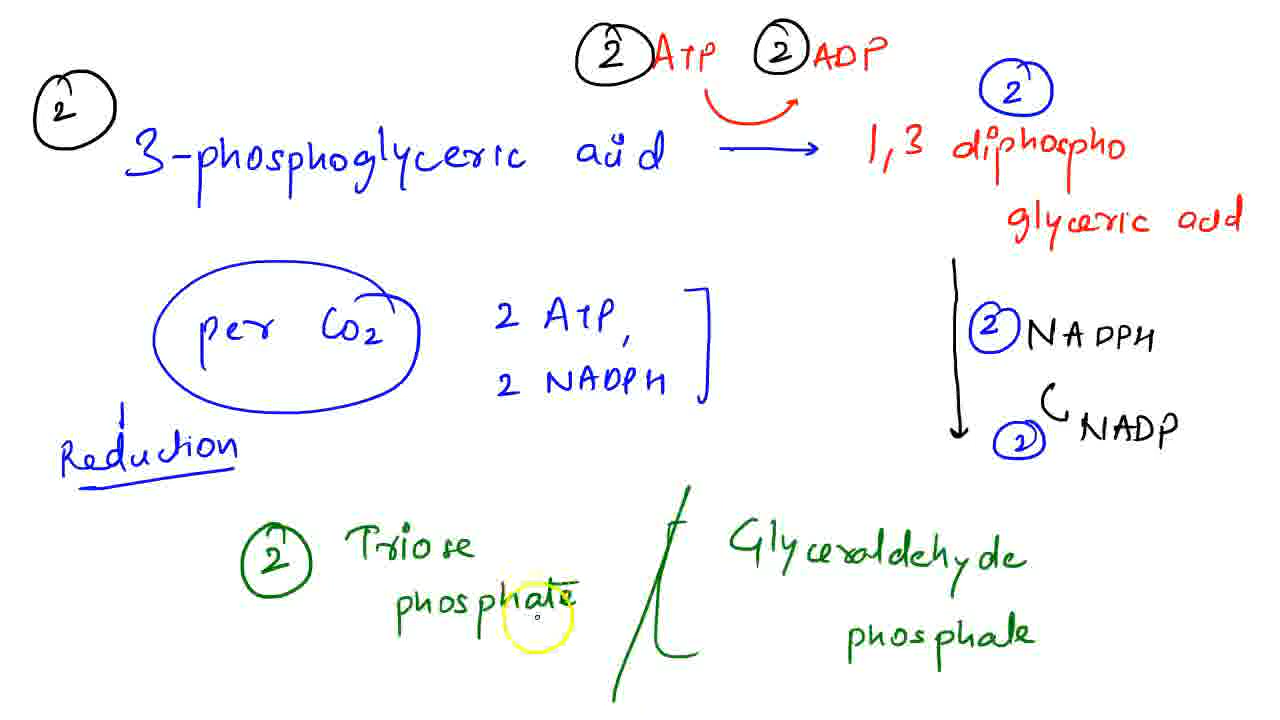 2 ATP 2 ADP
2 3-phosphoglyceric acid → 1,3 diphospho 2
glyceric acid
per CO2 2 ATP,
2 NADPH
2 NADPH
2 NADP
Reduction
2 Triose phosphate / Glyceraldehyde phosphate